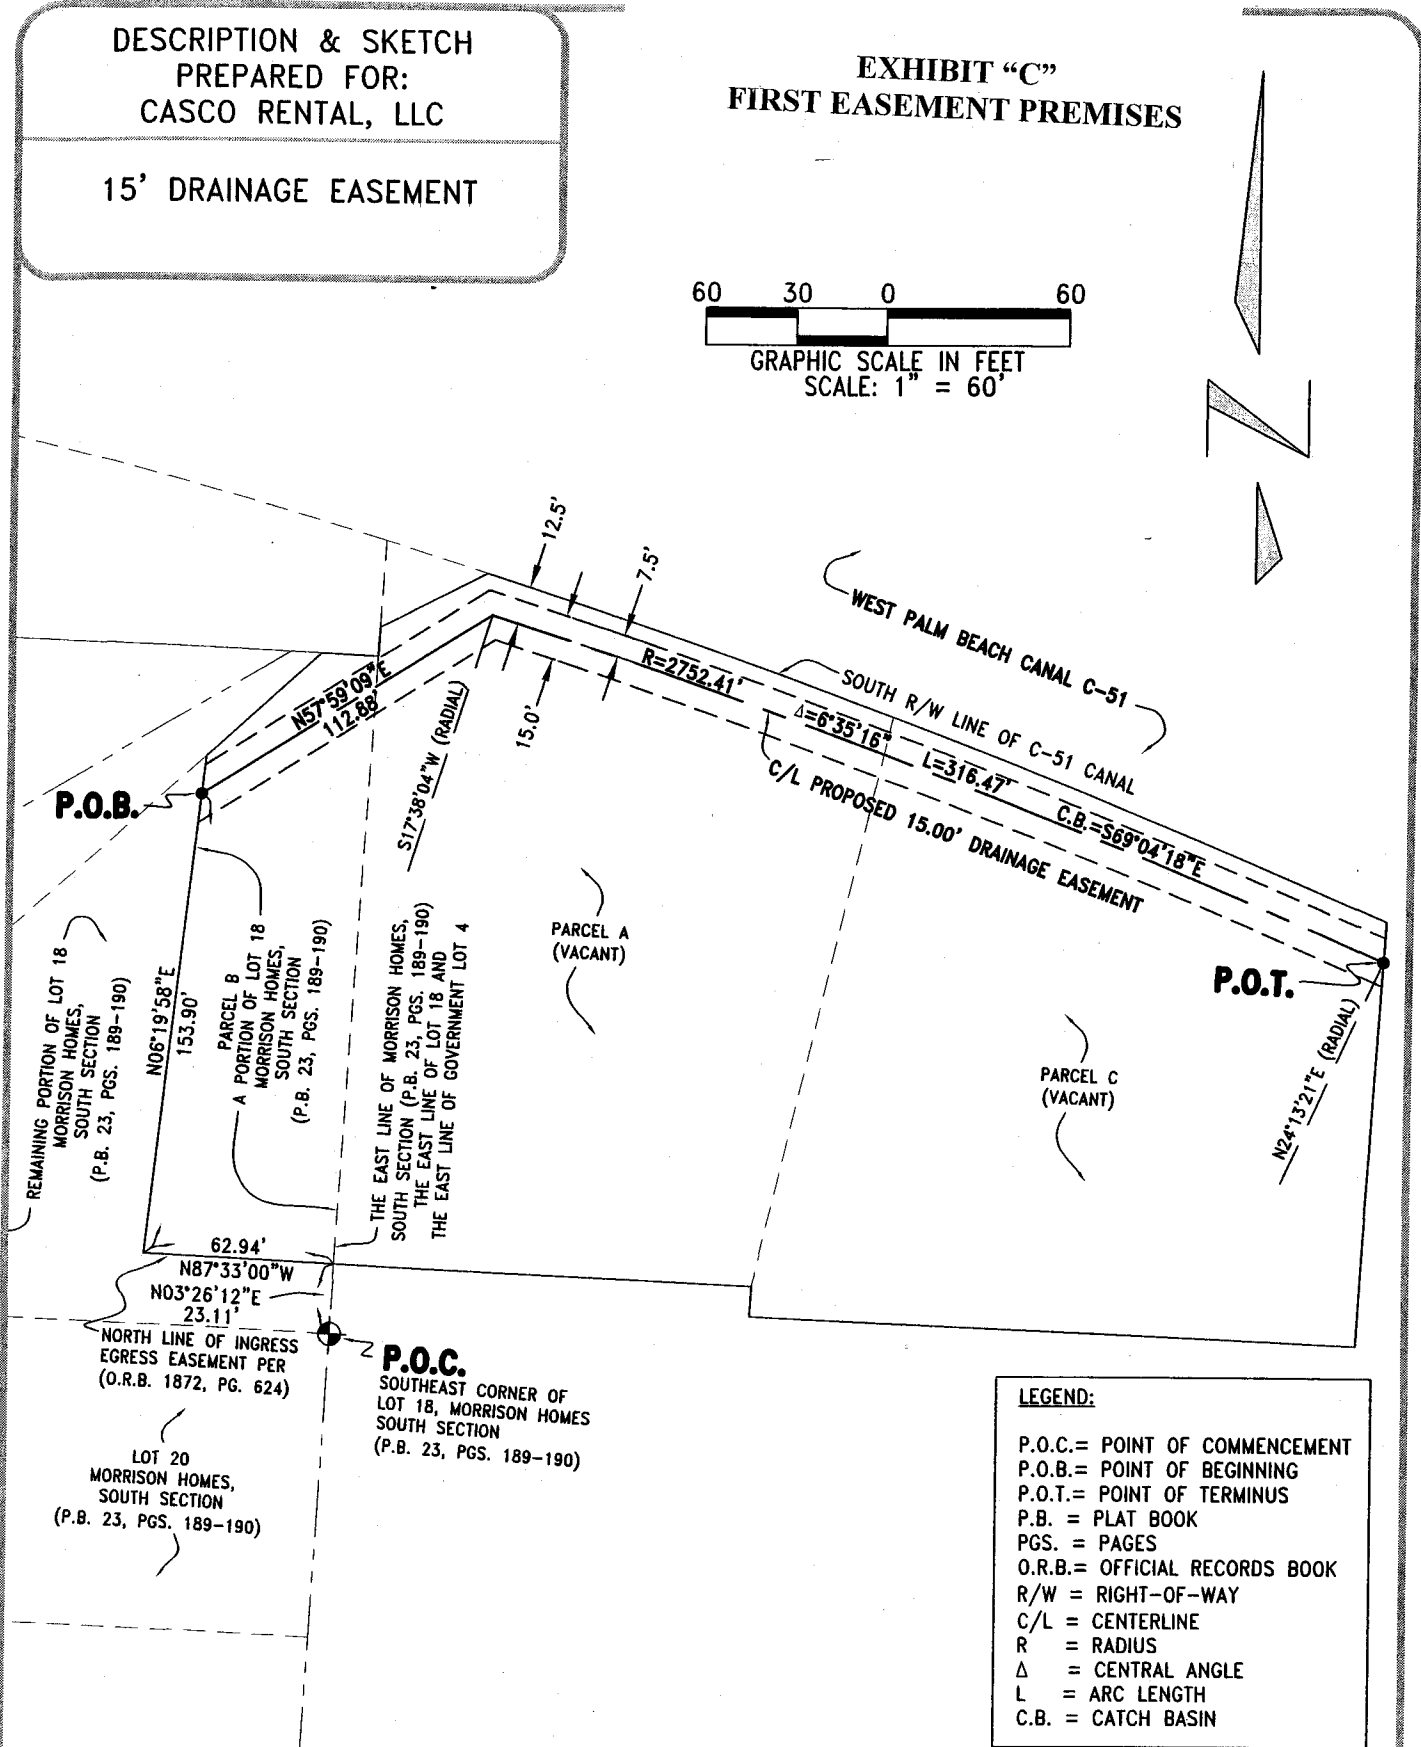 DESCRIPTION & SKETCH
PREPARED FOR:
CASCO RENTAL, LLC
15' DRAINAGE EASEMENT
EXHIBIT “C”
FIRST EASEMENT PREMISES
60 30 0 60
GRAPHIC SCALE IN FEET
SCALE: 1" = 60'
N
12.5'
7.5'
WEST PALM BEACH CANAL C-51
SOUTH R/W LINE OF C-51 CANAL
R=2752.41'
Δ=6°35'16"
L=316.47'
C.B.=S69°04'18"E
C/L PROPOSED 15.00' DRAINAGE EASEMENT
N57°59'09"E
112.88'
S17°38'04"W (RADIAL)
15.0'
P.O.B.
P.O.T.
N24°13'21"E (RADIAL)
PARCEL A
(VACANT)
PARCEL C
(VACANT)
REMAINING PORTION OF LOT 18
MORRISON HOMES,
SOUTH SECTION
(P.B. 23, PGS. 189-190)
N06°19'58"E
153.90'
PARCEL B
A PORTION OF LOT 18
MORRISON HOMES,
SOUTH SECTION
(P.B. 23, PGS. 189-190)
THE EAST LINE OF MORRISON HOMES,
SOUTH SECTION (P.B. 23, PGS. 189-190)
THE EAST LINE OF LOT 18 AND
THE EAST LINE OF GOVERNMENT LOT 4
62.94'
N87°33'00"W
N03°26'12"E
23.11'
NORTH LINE OF INGRESS
EGRESS EASEMENT PER
(O.R.B. 1872, PG. 624)
P.O.C.
SOUTHEAST CORNER OF
LOT 18, MORRISON HOMES
SOUTH SECTION
(P.B. 23, PGS. 189-190)
LOT 20
MORRISON HOMES,
SOUTH SECTION
(P.B. 23, PGS. 189-190)
LEGEND:
P.O.C.= POINT OF COMMENCEMENT
P.O.B.= POINT OF BEGINNING
P.O.T.= POINT OF TERMINUS
P.B. = PLAT BOOK
PGS. = PAGES
O.R.B.= OFFICIAL RECORDS BOOK
R/W = RIGHT-OF-WAY
C/L = CENTERLINE
R = RADIUS
Δ = CENTRAL ANGLE
L = ARC LENGTH
C.B. = CATCH BASIN